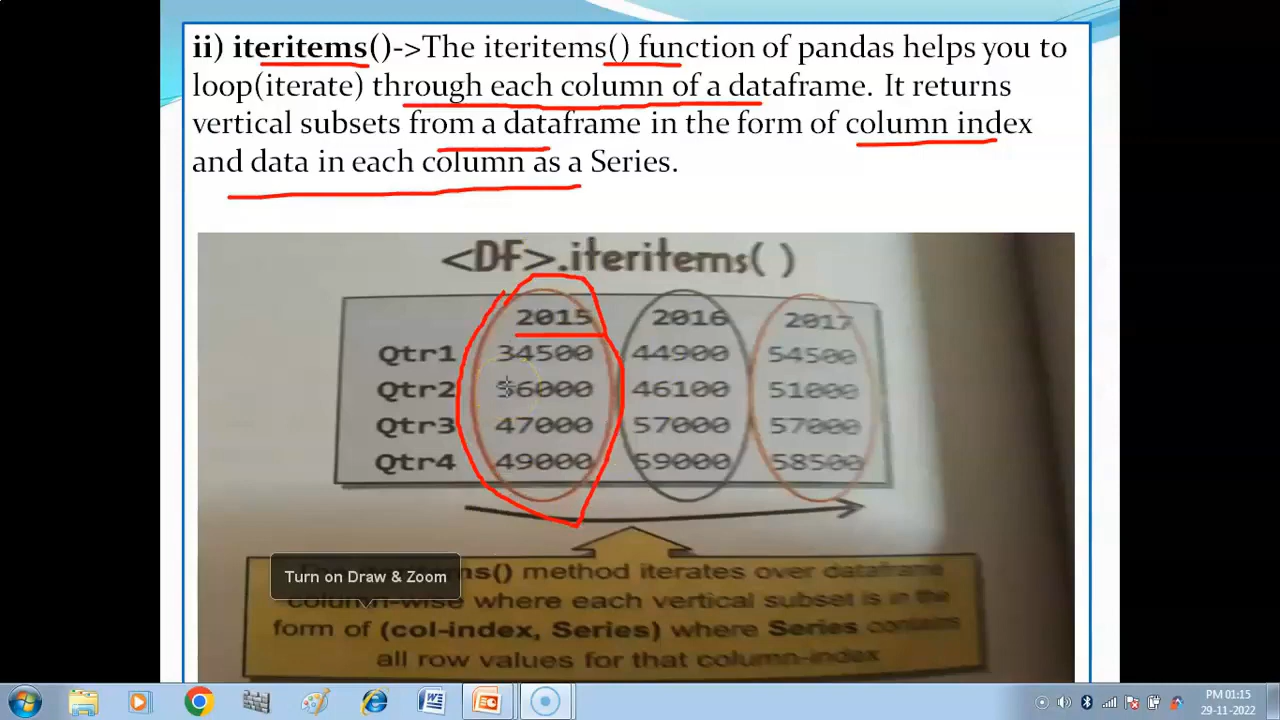 ii) iteritems()->The iteritems() function of pandas helps you to
loop(iterate) through each column of a dataframe. It returns
vertical subsets from a dataframe in the form of column index
and data in each column as a Series.
<DF>.iteritems( )
2015 2016 2017
Qtr1 34500 44900 54500
Qtr2 56000 46100 51000
Qtr3 47000 57000 57000
Qtr4 49000 59000 58500
Turn on Draw & Zoom
ms() method iterates over dataframe
column-wise where each vertical subset is in the
form of (col-index, Series) where Series contains
all row values for that column-index
PM 01:15
29-11-2022